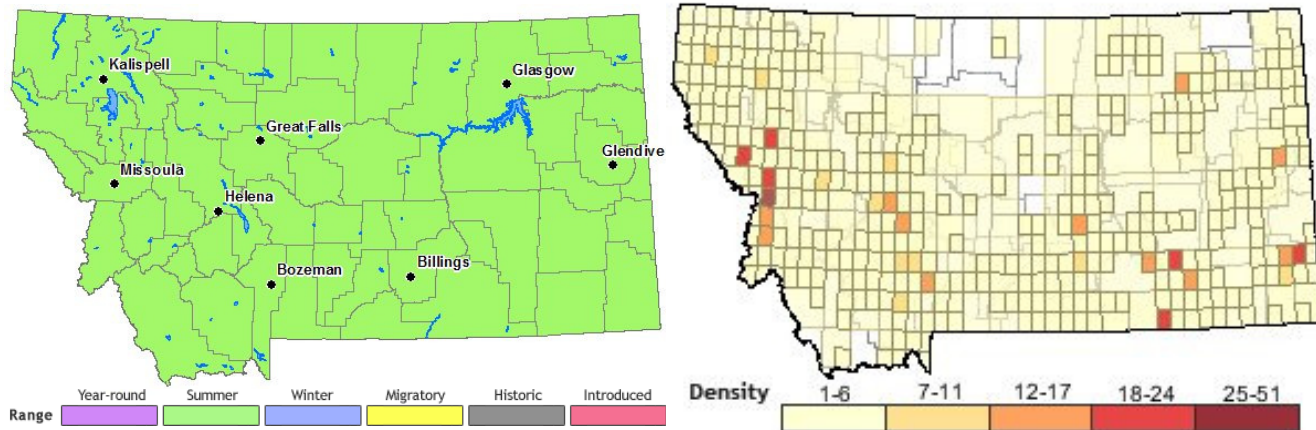 Kalispell
Glasgow
Great Falls
Glendive
Missoula
Helena
Bozeman
Billings
Year-round Summer Winter Migratory Historic Introduced
Range
Density 1-6 7-11 12-17 18-24 25-51